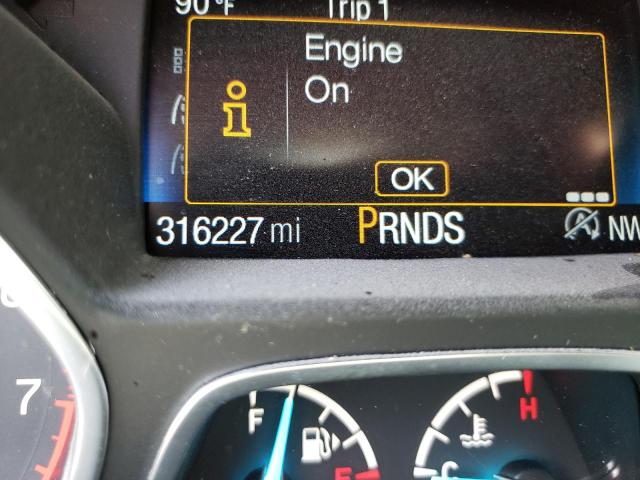 90°F Trip 1
Engine
On
OK
316227 mi PRNDS NW
7
F
H